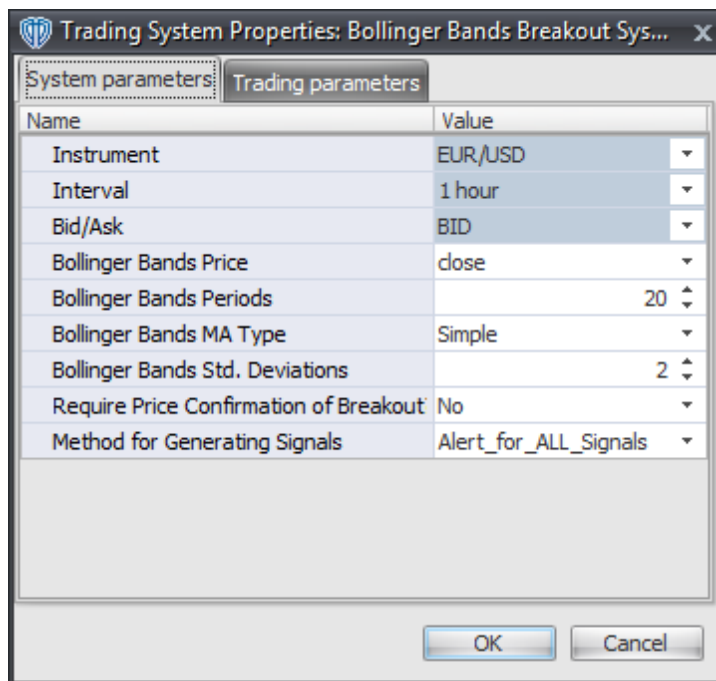 Trading System Properties: Bollinger Bands Breakout Sys... x
System parameters Trading parameters
Name Value
Instrument EUR/USD
Interval 1 hour
Bid/Ask BID
Bollinger Bands Price close
Bollinger Bands Periods 20
Bollinger Bands MA Type Simple
Bollinger Bands Std. Deviations 2
Require Price Confirmation of Breakout No
Method for Generating Signals Alert_for_ALL_Signals
OK Cancel